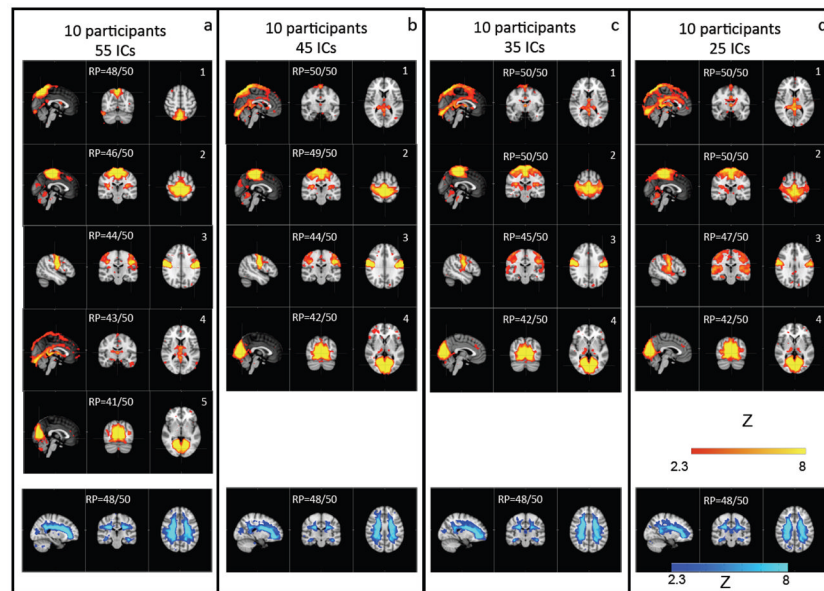 10 participants
55 ICs
a
RP=48/50
1
RP=46/50
2
RP=44/50
3
RP=43/50
4
RP=41/50
5
RP=48/50
10 participants
45 ICs
b
RP=50/50
1
RP=49/50
2
RP=44/50
3
RP=42/50
4
RP=48/50
10 participants
35 ICs
c
RP=50/50
1
RP=50/50
2
RP=45/50
3
RP=42/50
4
RP=48/50
10 participants
25 ICs
RP=50/50
1
RP=50/50
2
RP=47/50
3
RP=42/50
4
Z
2.3
8
RP=48/50
2.3
Z
8